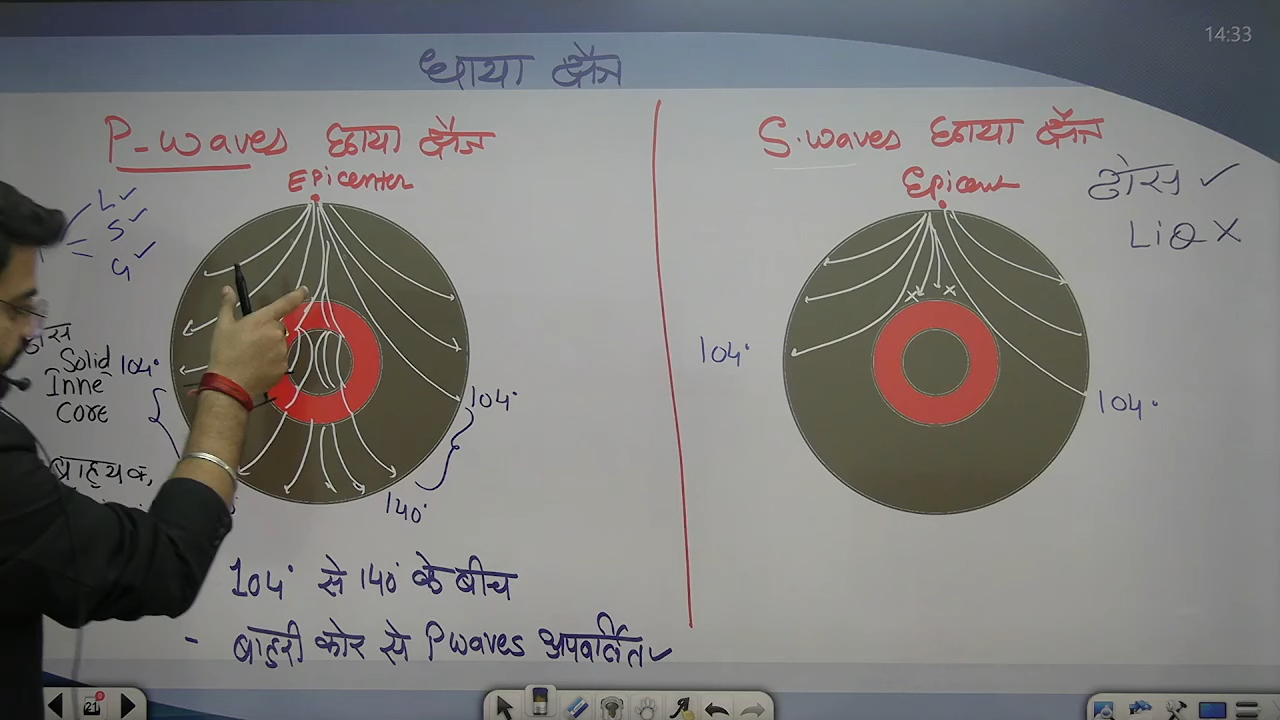 14:33
छाया क्षेत्र
P-waves छाया क्षेत्र
Epicenter
L ✓
S ✓
G ✓
Solid
Inne
CORE
104°
104°
140°
104° से 140° के बीच
- बाहरी कोर से P waves अपवर्तित ✓
S.waves छाया क्षेत्र
Epicent
ठोस ✓
LiQ X
104°
104°
21